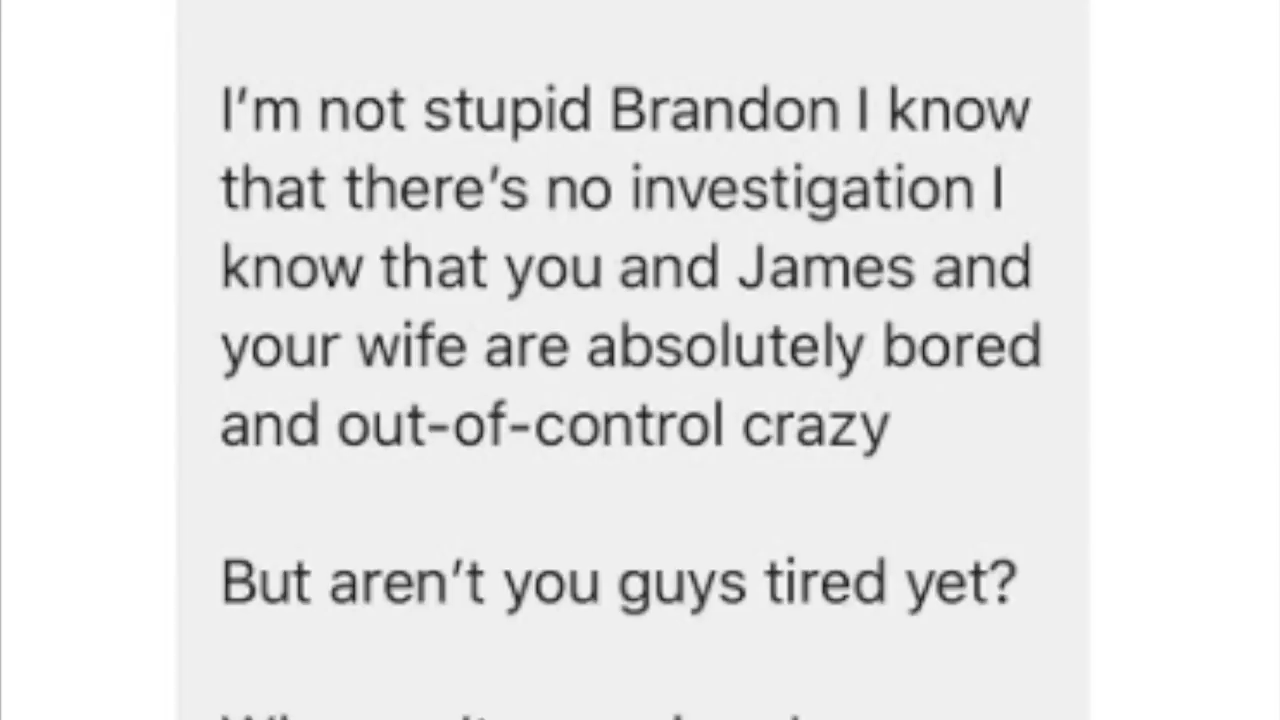 I'm not stupid Brandon I know
that there's no investigation I
know that you and James and
your wife are absolutely bored
and out-of-control crazy
But aren't you guys tired yet?